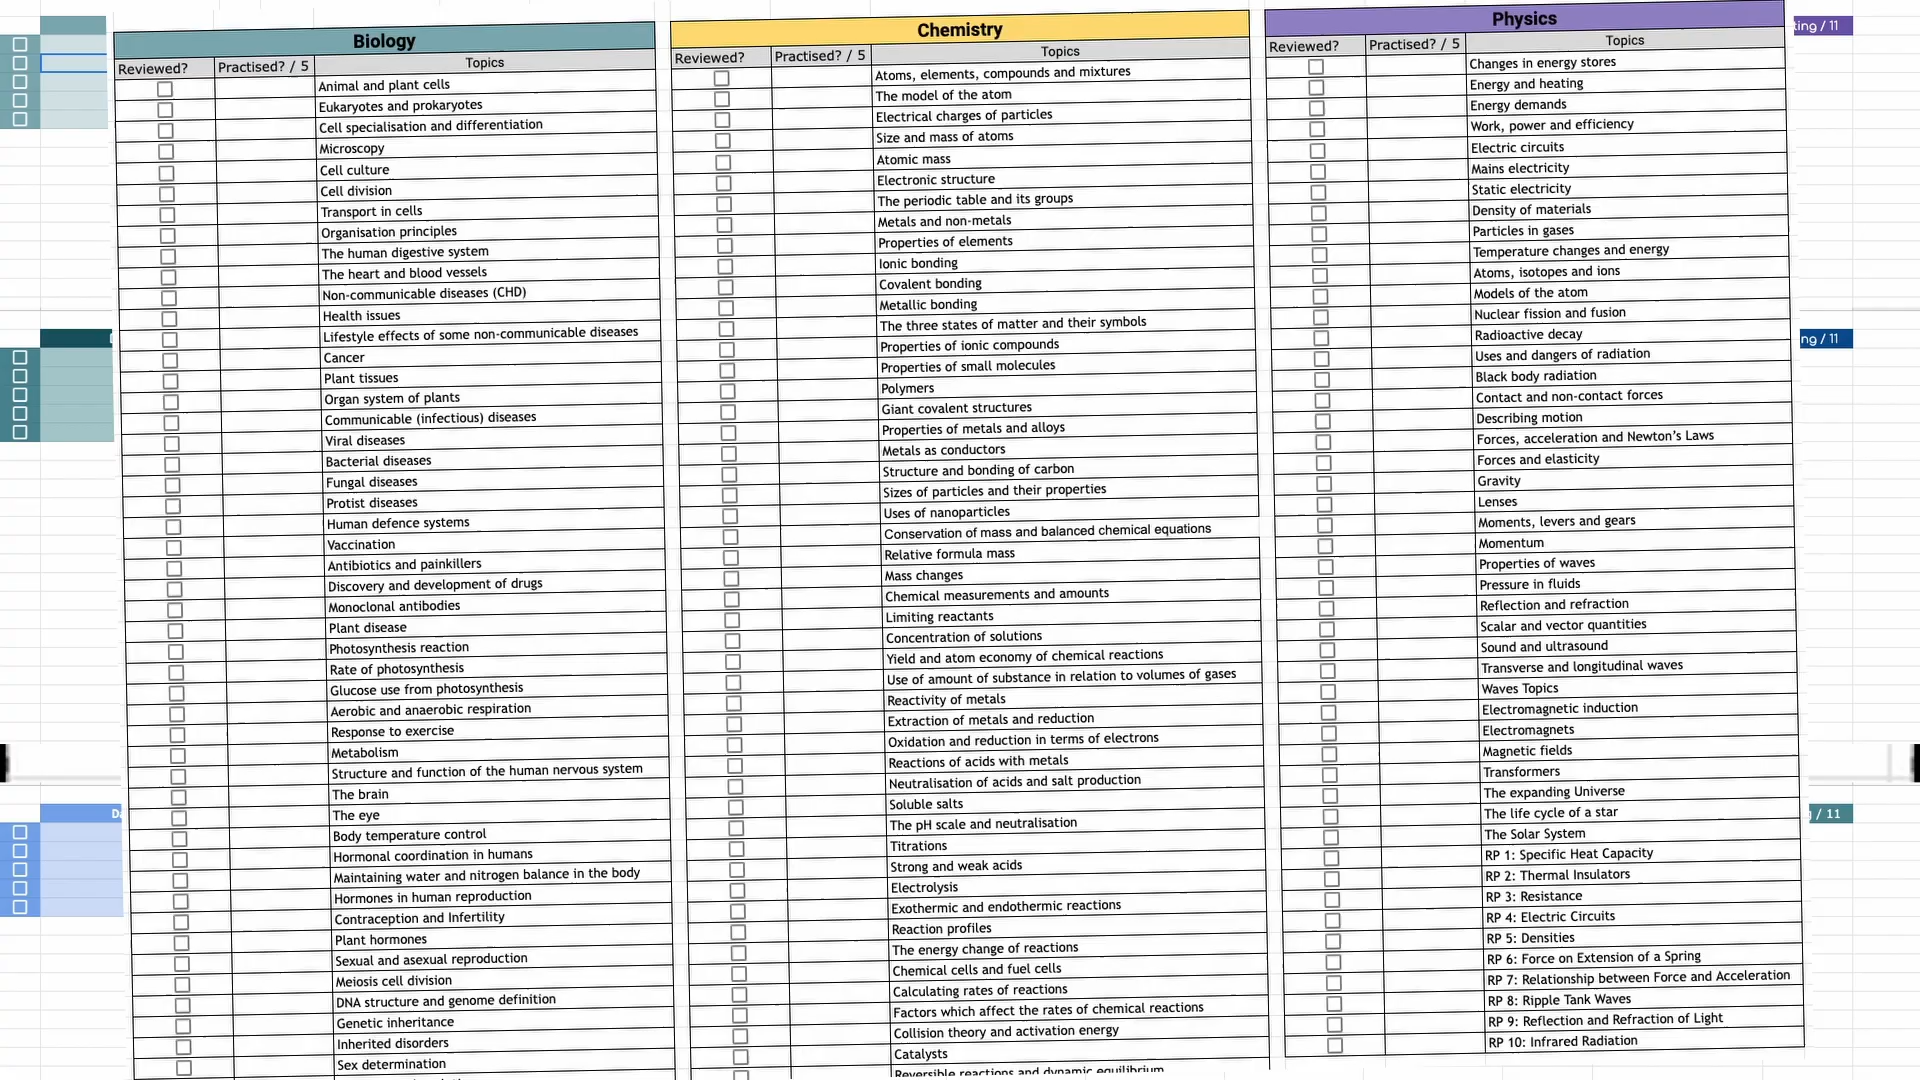 Biology
Reviewed?
Practised? / 5
Topics
Animal and plant cells
Eukaryotes and prokaryotes
Cell specialisation and differentiation
Microscopy
Cell culture
Cell division
Transport in cells
Organisation principles
The human digestive system
The heart and blood vessels
Non-communicable diseases (CHD)
Health issues
Lifestyle effects of some non-communicable diseases
Cancer
Plant tissues
Organ system of plants
Communicable (infectious) diseases
Viral diseases
Bacterial diseases
Fungal diseases
Protist diseases
Human defence systems
Vaccination
Antibiotics and painkillers
Discovery and development of drugs
Monoclonal antibodies
Plant disease
Photosynthesis reaction
Rate of photosynthesis
Glucose use from photosynthesis
Aerobic and anaerobic respiration
Response to exercise
Metabolism
Structure and function of the human nervous system
The brain
The eye
Body temperature control
Hormonal coordination in humans
Maintaining water and nitrogen balance in the body
Hormones in human reproduction
Contraception and Infertility
Plant hormones
Sexual and asexual reproduction
Meiosis cell division
DNA structure and genome definition
Genetic inheritance
Inherited disorders
Sex determination
Chemistry
Reviewed?
Practised? / 5
Topics
Atoms, elements, compounds and mixtures
The model of the atom
Electrical charges of particles
Size and mass of atoms
Atomic mass
Electronic structure
The periodic table and its groups
Metals and non-metals
Properties of elements
Ionic bonding
Covalent bonding
Metallic bonding
The three states of matter and their symbols
Properties of ionic compounds
Properties of small molecules
Polymers
Giant covalent structures
Properties of metals and alloys
Metals as conductors
Structure and bonding of carbon
Sizes of particles and their properties
Uses of nanoparticles
Conservation of mass and balanced chemical equations
Relative formula mass
Mass changes
Chemical measurements and amounts
Limiting reactants
Concentration of solutions
Yield and atom economy of chemical reactions
Use of amount of substance in relation to volumes of gases
Reactivity of metals
Extraction of metals and reduction
Oxidation and reduction in terms of electrons
Reactions of acids with metals
Neutralisation of acids and salt production
Soluble salts
The pH scale and neutralisation
Titrations
Strong and weak acids
Electrolysis
Exothermic and endothermic reactions
Reaction profiles
The energy change of reactions
Chemical cells and fuel cells
Calculating rates of reactions
Factors which affect the rates of chemical reactions
Collision theory and activation energy
Catalysts
Reversible reactions and dynamic equilibrium
Physics
Reviewed?
Practised? / 5
Topics
Changes in energy stores
Energy and heating
Energy demands
Work, power and efficiency
Electric circuits
Mains electricity
Static electricity
Density of materials
Particles in gases
Temperature changes and energy
Atoms, isotopes and ions
Models of the atom
Nuclear fission and fusion
Radioactive decay
Uses and dangers of radiation
Black body radiation
Contact and non-contact forces
Describing motion
Forces, acceleration and Newton’s Laws
Forces and elasticity
Gravity
Lenses
Moments, levers and gears
Momentum
Properties of waves
Pressure in fluids
Reflection and refraction
Scalar and vector quantities
Sound and ultrasound
Transverse and longitudinal waves
Waves Topics
Electromagnetic induction
Electromagnets
Magnetic fields
Transformers
The expanding Universe
The life cycle of a star
The Solar System
RP 1: Specific Heat Capacity
RP 2: Thermal Insulators
RP 3: Resistance
RP 4: Electric Circuits
RP 5: Densities
RP 6: Force on Extension of a Spring
RP 7: Relationship between Force and Acceleration
RP 8: Ripple Tank Waves
RP 9: Reflection and Refraction of Light
RP 10: Infrared Radiation
ting / 11
ng / 11
/ 11